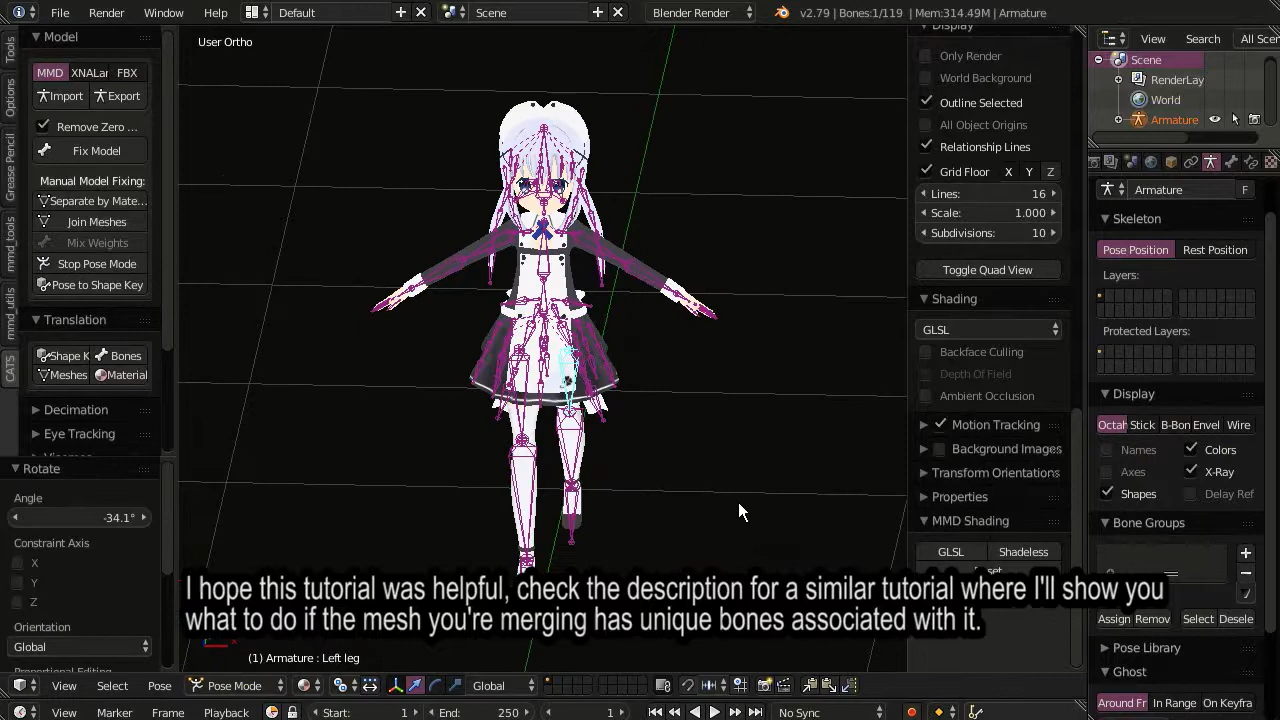 File Render Window Help Default Scene Blender Render v2.79 | Bones:1/119 | Mem:314.49M | Armature
User Ortho
Tools
Options
Grease Pencil
mmd_tools
mmd_utils
CATS
Model
MMD XNALar FBX
Import Export
Remove Zero ...
Fix Model
Manual Model Fixing:
Separate by Mate...
Join Meshes
Mix Weights
Stop Pose Mode
Pose to Shape Key
Translation
Shape K Bones
Meshes Material
Decimation
Eye Tracking
Rotate
Angle
-34.1°
Constraint Axis
X
Y
Z
Orientation
Global
Display
Only Render
World Background
Outline Selected
All Object Origins
Relationship Lines
Grid Floor X Y Z
Lines: 16
Scale: 1.000
Subdivisions: 10
Toggle Quad View
Shading
GLSL
Backface Culling
Depth Of Field
Ambient Occlusion
Motion Tracking
Background Images
Transform Orientations
Properties
MMD Shading
GLSL Shadeless
View Search All Scen
Scene
RenderLay
World
Armature
Armature F
Skeleton
Pose Position Rest Position
Layers:
Protected Layers:
Display
Octah Stick B-Bon Envel Wire
Names Colors
Axes X-Ray
Shapes Delay Ref
Bone Groups
Assign Remov Select Desele
Pose Library
Ghost
Around Fr In Range On Keyfra
I hope this tutorial was helpful, check the description for a similar tutorial where I'll show you
what to do if the mesh you're merging has unique bones associated with it.
(1) Armature : Left leg
View Select Pose Pose Mode Global
View Marker Frame Playback Start: 1 End: 250 1 No Sync